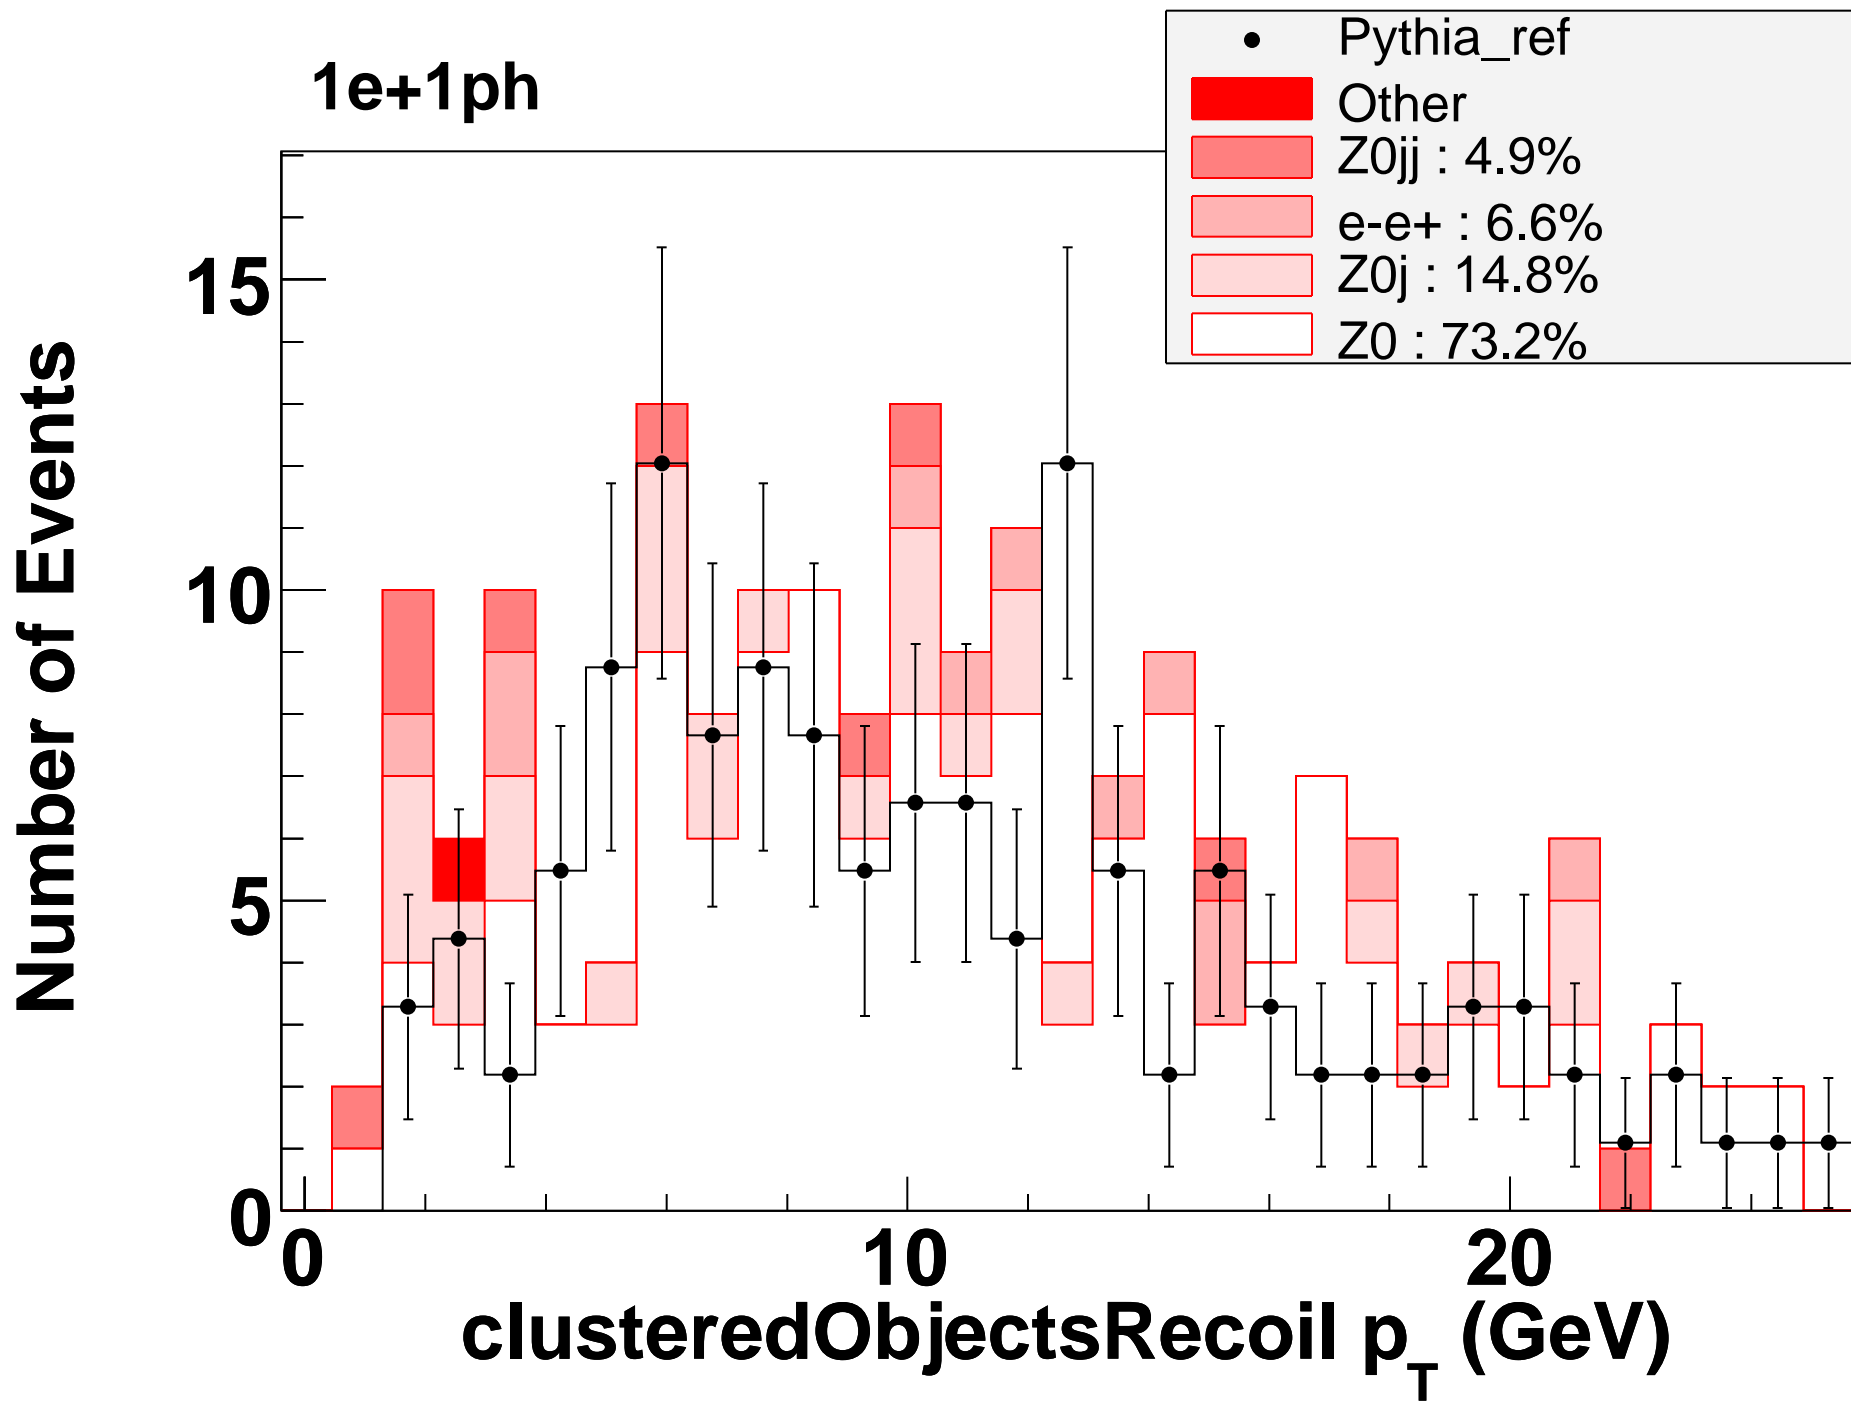 1e+1ph
Pythia_ref
Other
Z0jj : 4.9%
e-e+ : 6.6%
Z0j : 14.8%
Z0 : 73.2%
Number of Events
15
10
5
0
0 10 20
clusteredObjectsRecoil p_T (GeV)